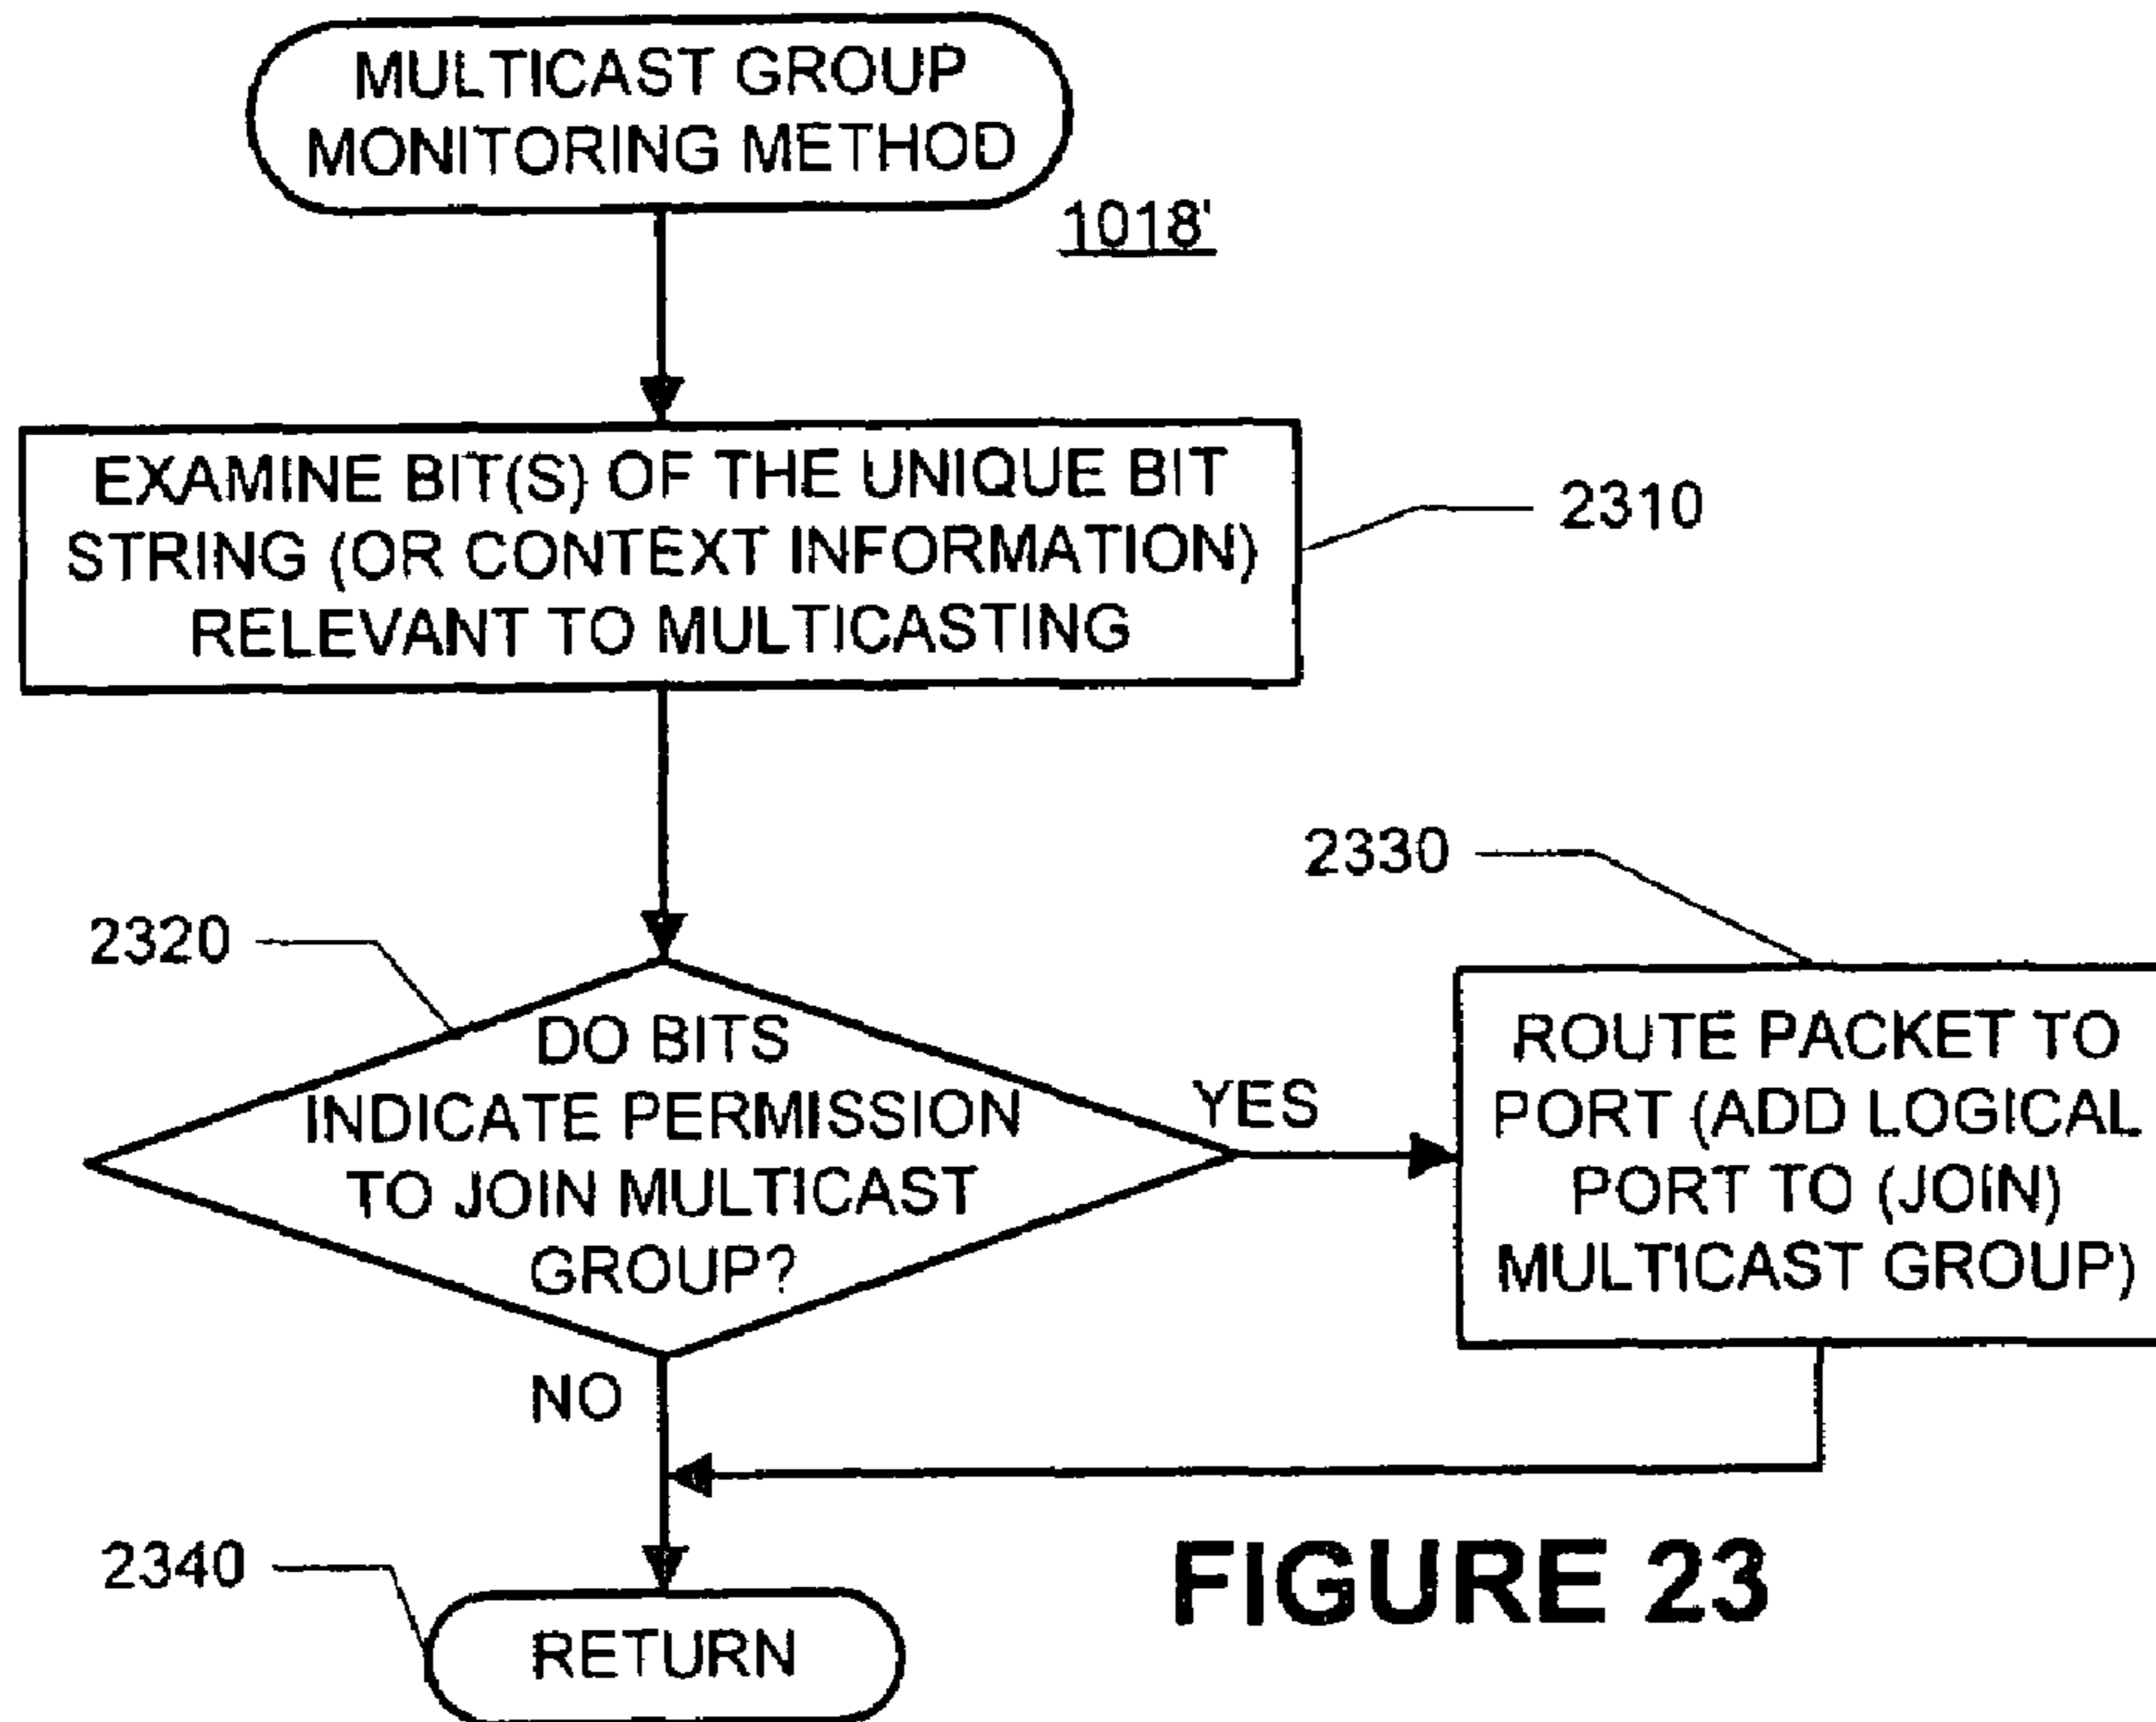 MULTICAST GROUP
MONITORING METHOD
1018'
EXAMINE BIT(S) OF THE UNIQUE BIT
STRING (OR CONTEXT INFORMATION)
RELEVANT TO MULTICASTING
2310
2330
2320
DO BITS
INDICATE PERMISSION
TO JOIN MULTICAST
GROUP?
YES
ROUTE PACKET TO
PORT (ADD LOGICAL
PORT TO (JOIN)
MULTICAST GROUP)
NO
2340
RETURN
FIGURE 23